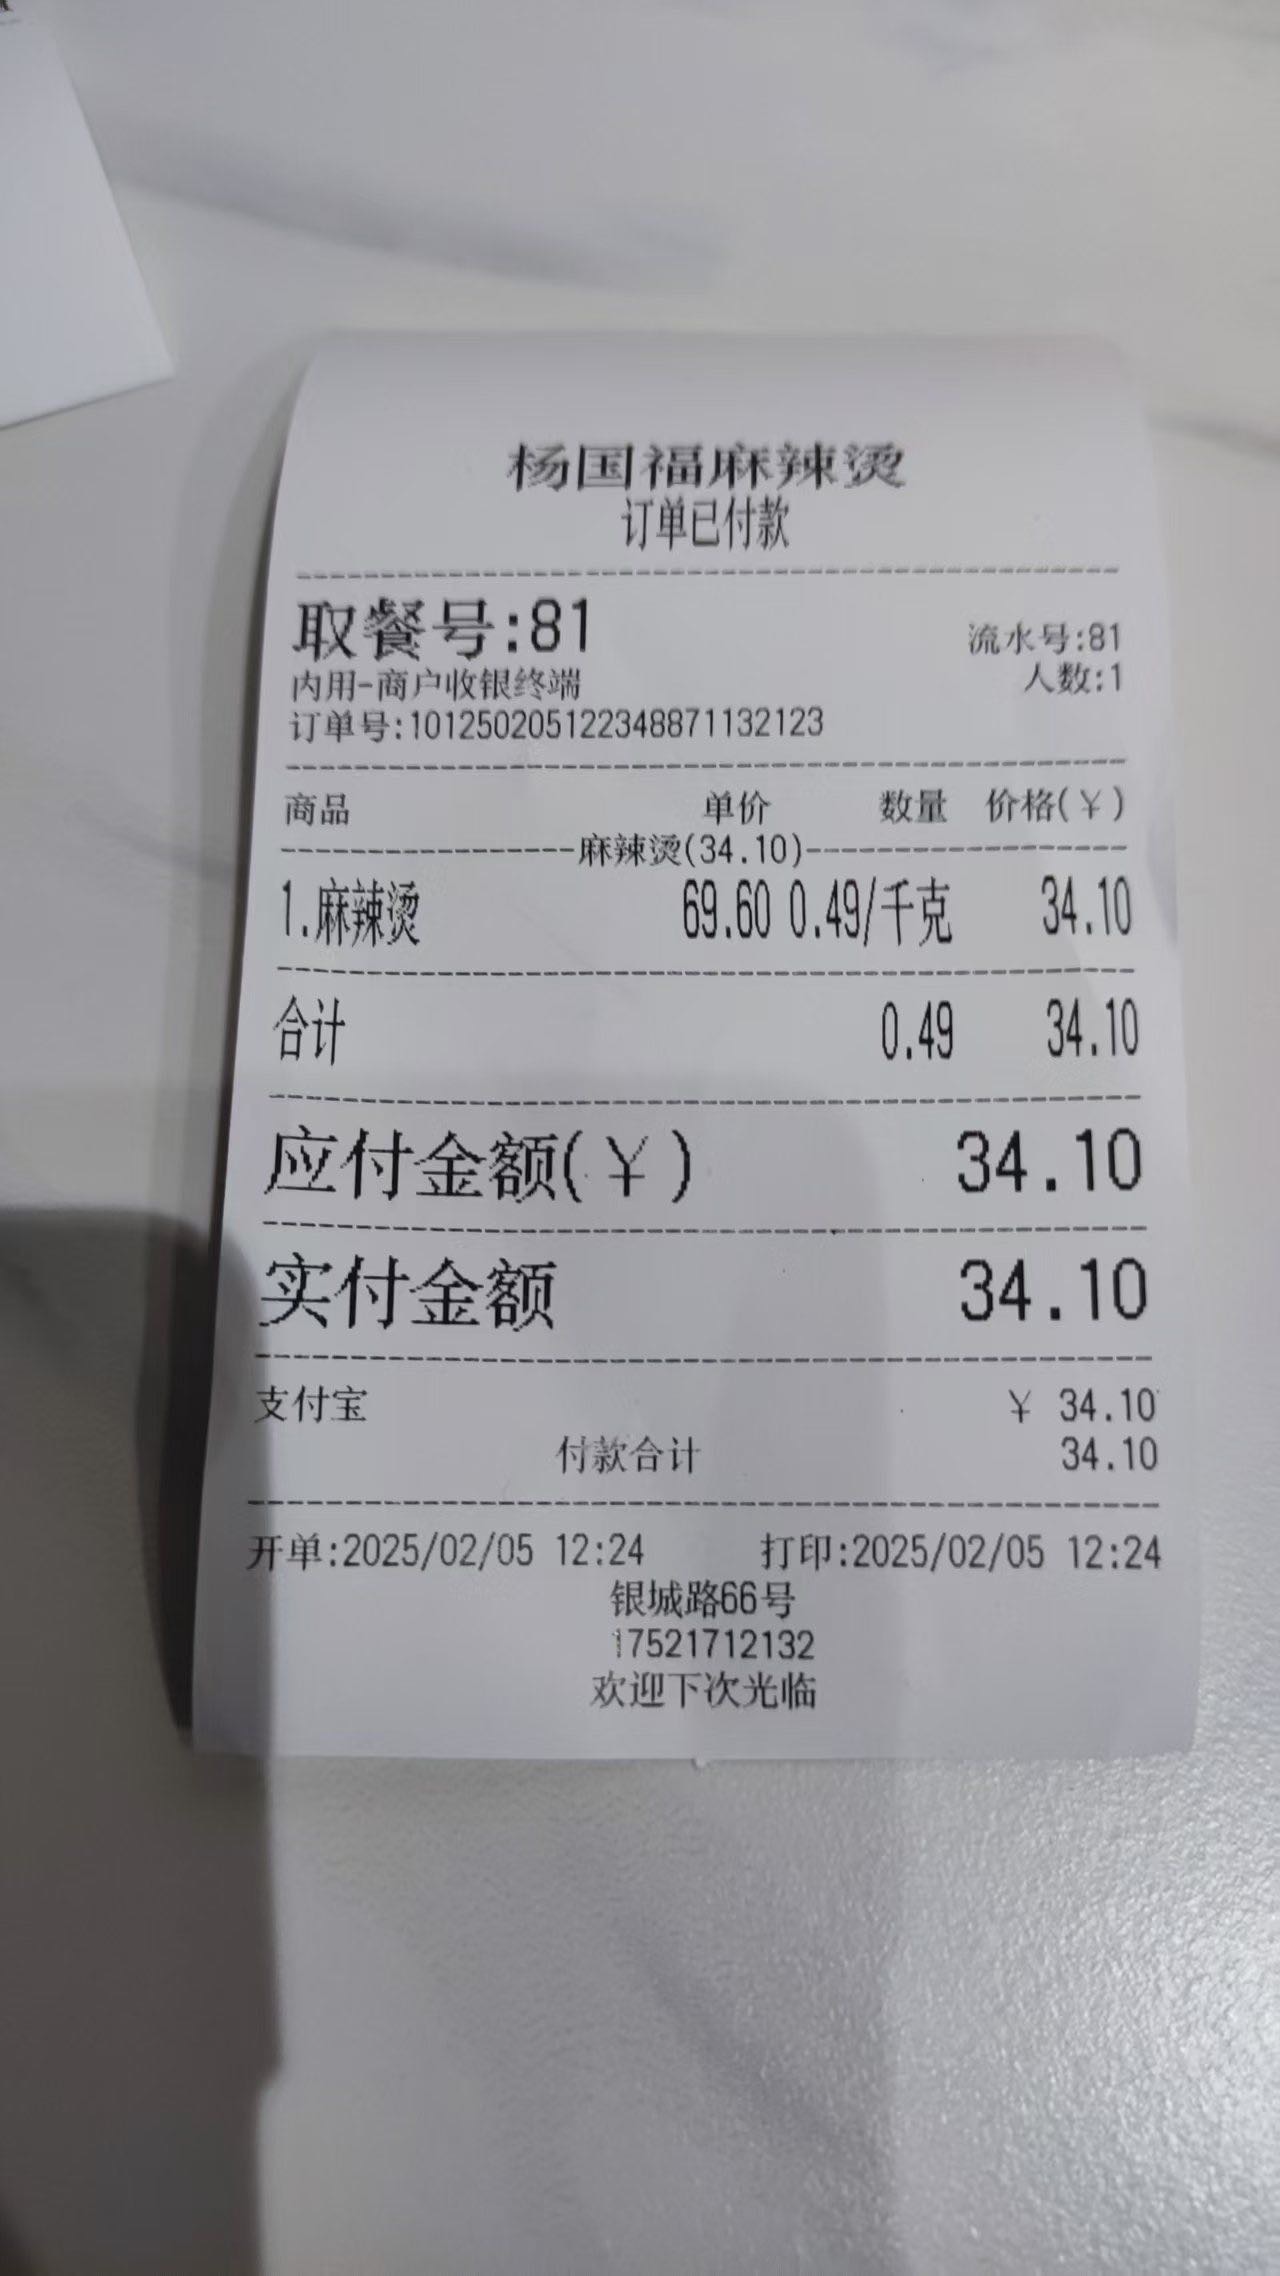 杨国福麻辣烫
订单已付款
取餐号:81 流水号:81
内用-商户收银终端 人数:1
订单号:101250205122348871132123
商品 单价 数量 价格(¥)
麻辣烫(34.10)
1.麻辣烫 69.60 0.49/千克 34.10
合计 0.49 34.10
应付金额(¥) 34.10
实付金额 34.10
支付宝 ¥ 34.10
付款合计 34.10
开单:2025/02/05 12:24 打印:2025/02/05 12:24
银城路66号
17521712132
欢迎下次光临